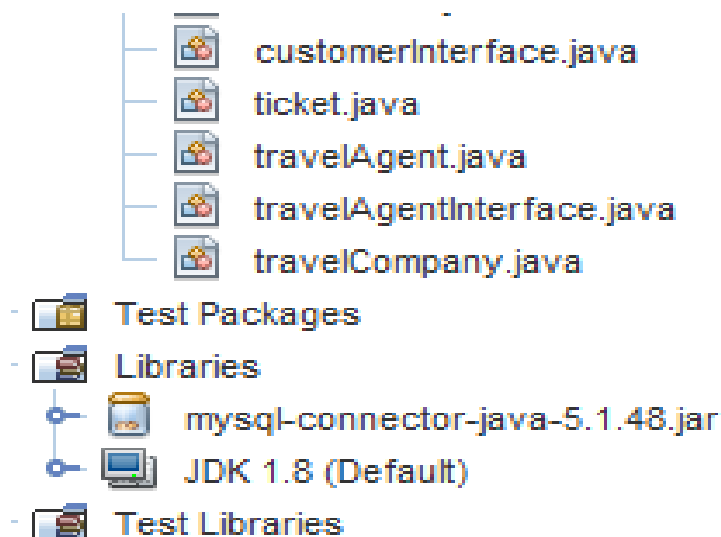 customerInterface.java
ticket.java
travelAgent.java
travelAgentInterface.java
travelCompany.java
Test Packages
Libraries
mysql-connector-java-5.1.48.jar
JDK 1.8 (Default)
Test Libraries